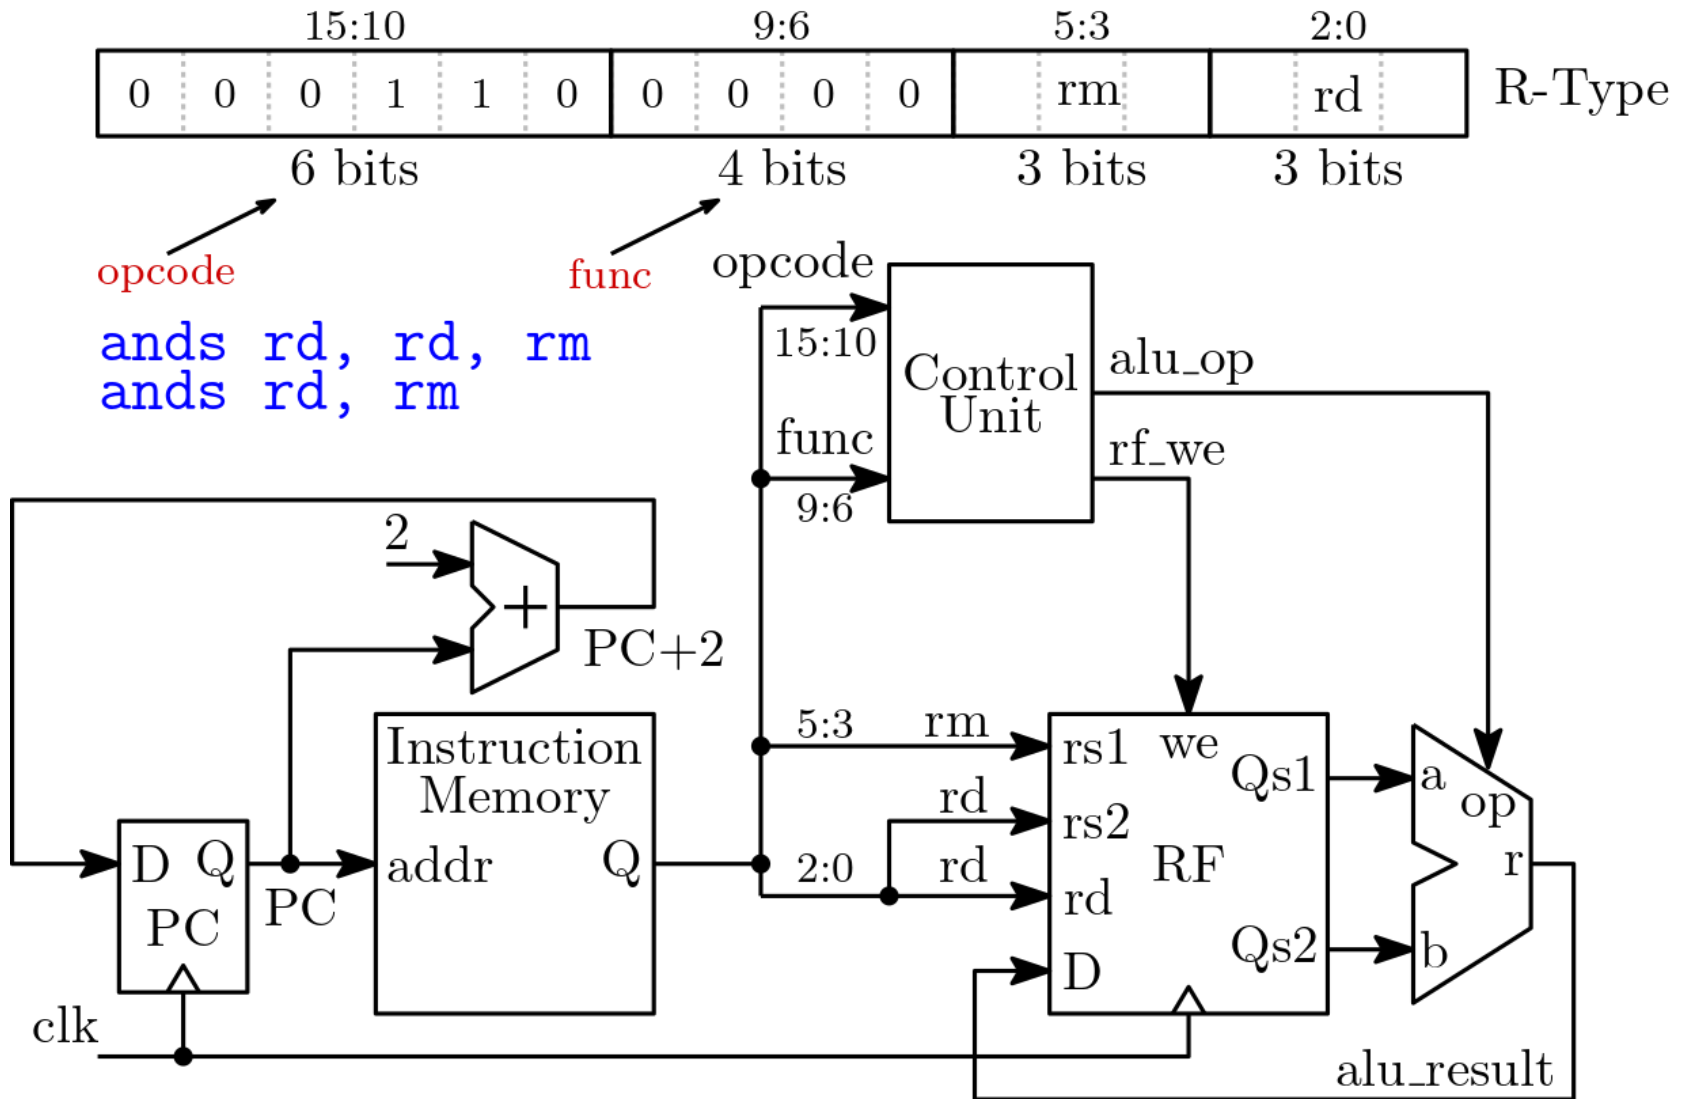 15:10 9:6 5:3 2:0
0 0 0 1 1 0 0 0 0 0 rm rd R-Type
6 bits 4 bits 3 bits 3 bits
opcode func
ands rd, rd, rm
ands rd, rm
opcode
15:10
func
9:6
Control
Unit
alu_op
rf_we
2
+
PC+2
Instruction
Memory
addr Q
D Q
PC
PC
clk
5:3 rm
rd
2:0 rd
rs1 we Qs1
rs2
RF
rd
D Qs2
a op
r
b
alu_result